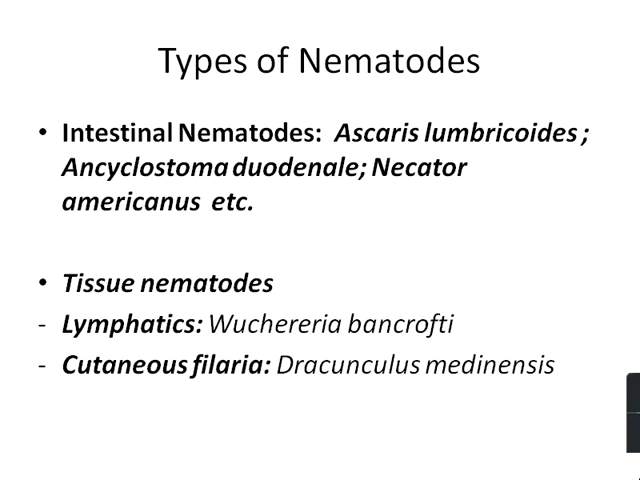 Types of Nematodes
• Intestinal Nematodes: Ascaris lumbricoides ;
Ancyclostoma duodenale; Necator
americanus etc.
• Tissue nematodes
- Lymphatics: Wuchereria bancrofti
- Cutaneous filaria: Dracunculus medinensis